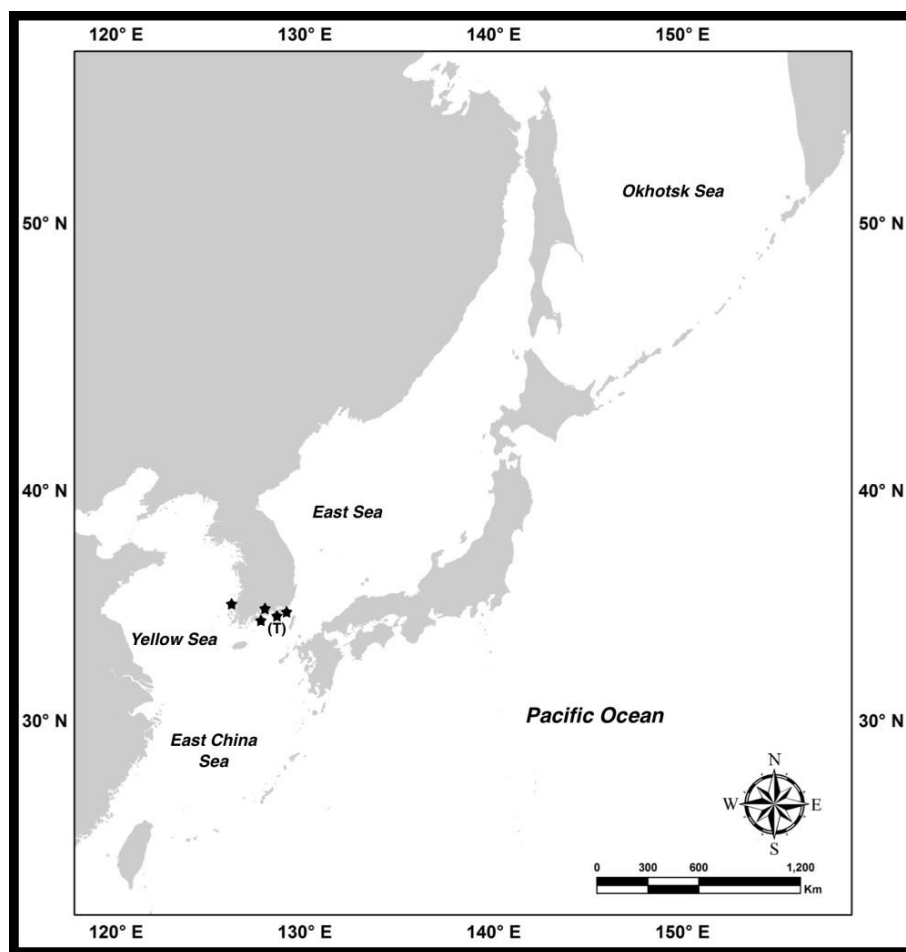 120° E 130° E 140° E 150° E
Okhotsk Sea
50° N 50° N
40° N 40° N
East Sea
(T)
Yellow Sea
Pacific Ocean
30° N 30° N
East China
Sea
N
W E
S
0 300 600 1,200
Km
120° E 130° E 140° E 150° E